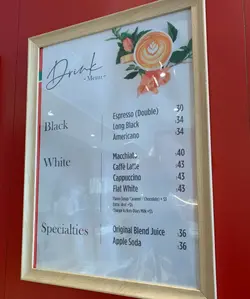 Drink
- Menu -
Black
Espresso (Double) .30
Long Black .34
Americano .34
White
Macchiato .40
Caffè Latte .43
Cappuccino .43
Flat White .43
Specialties
Original Blend Juice .36
Apple Soda .36